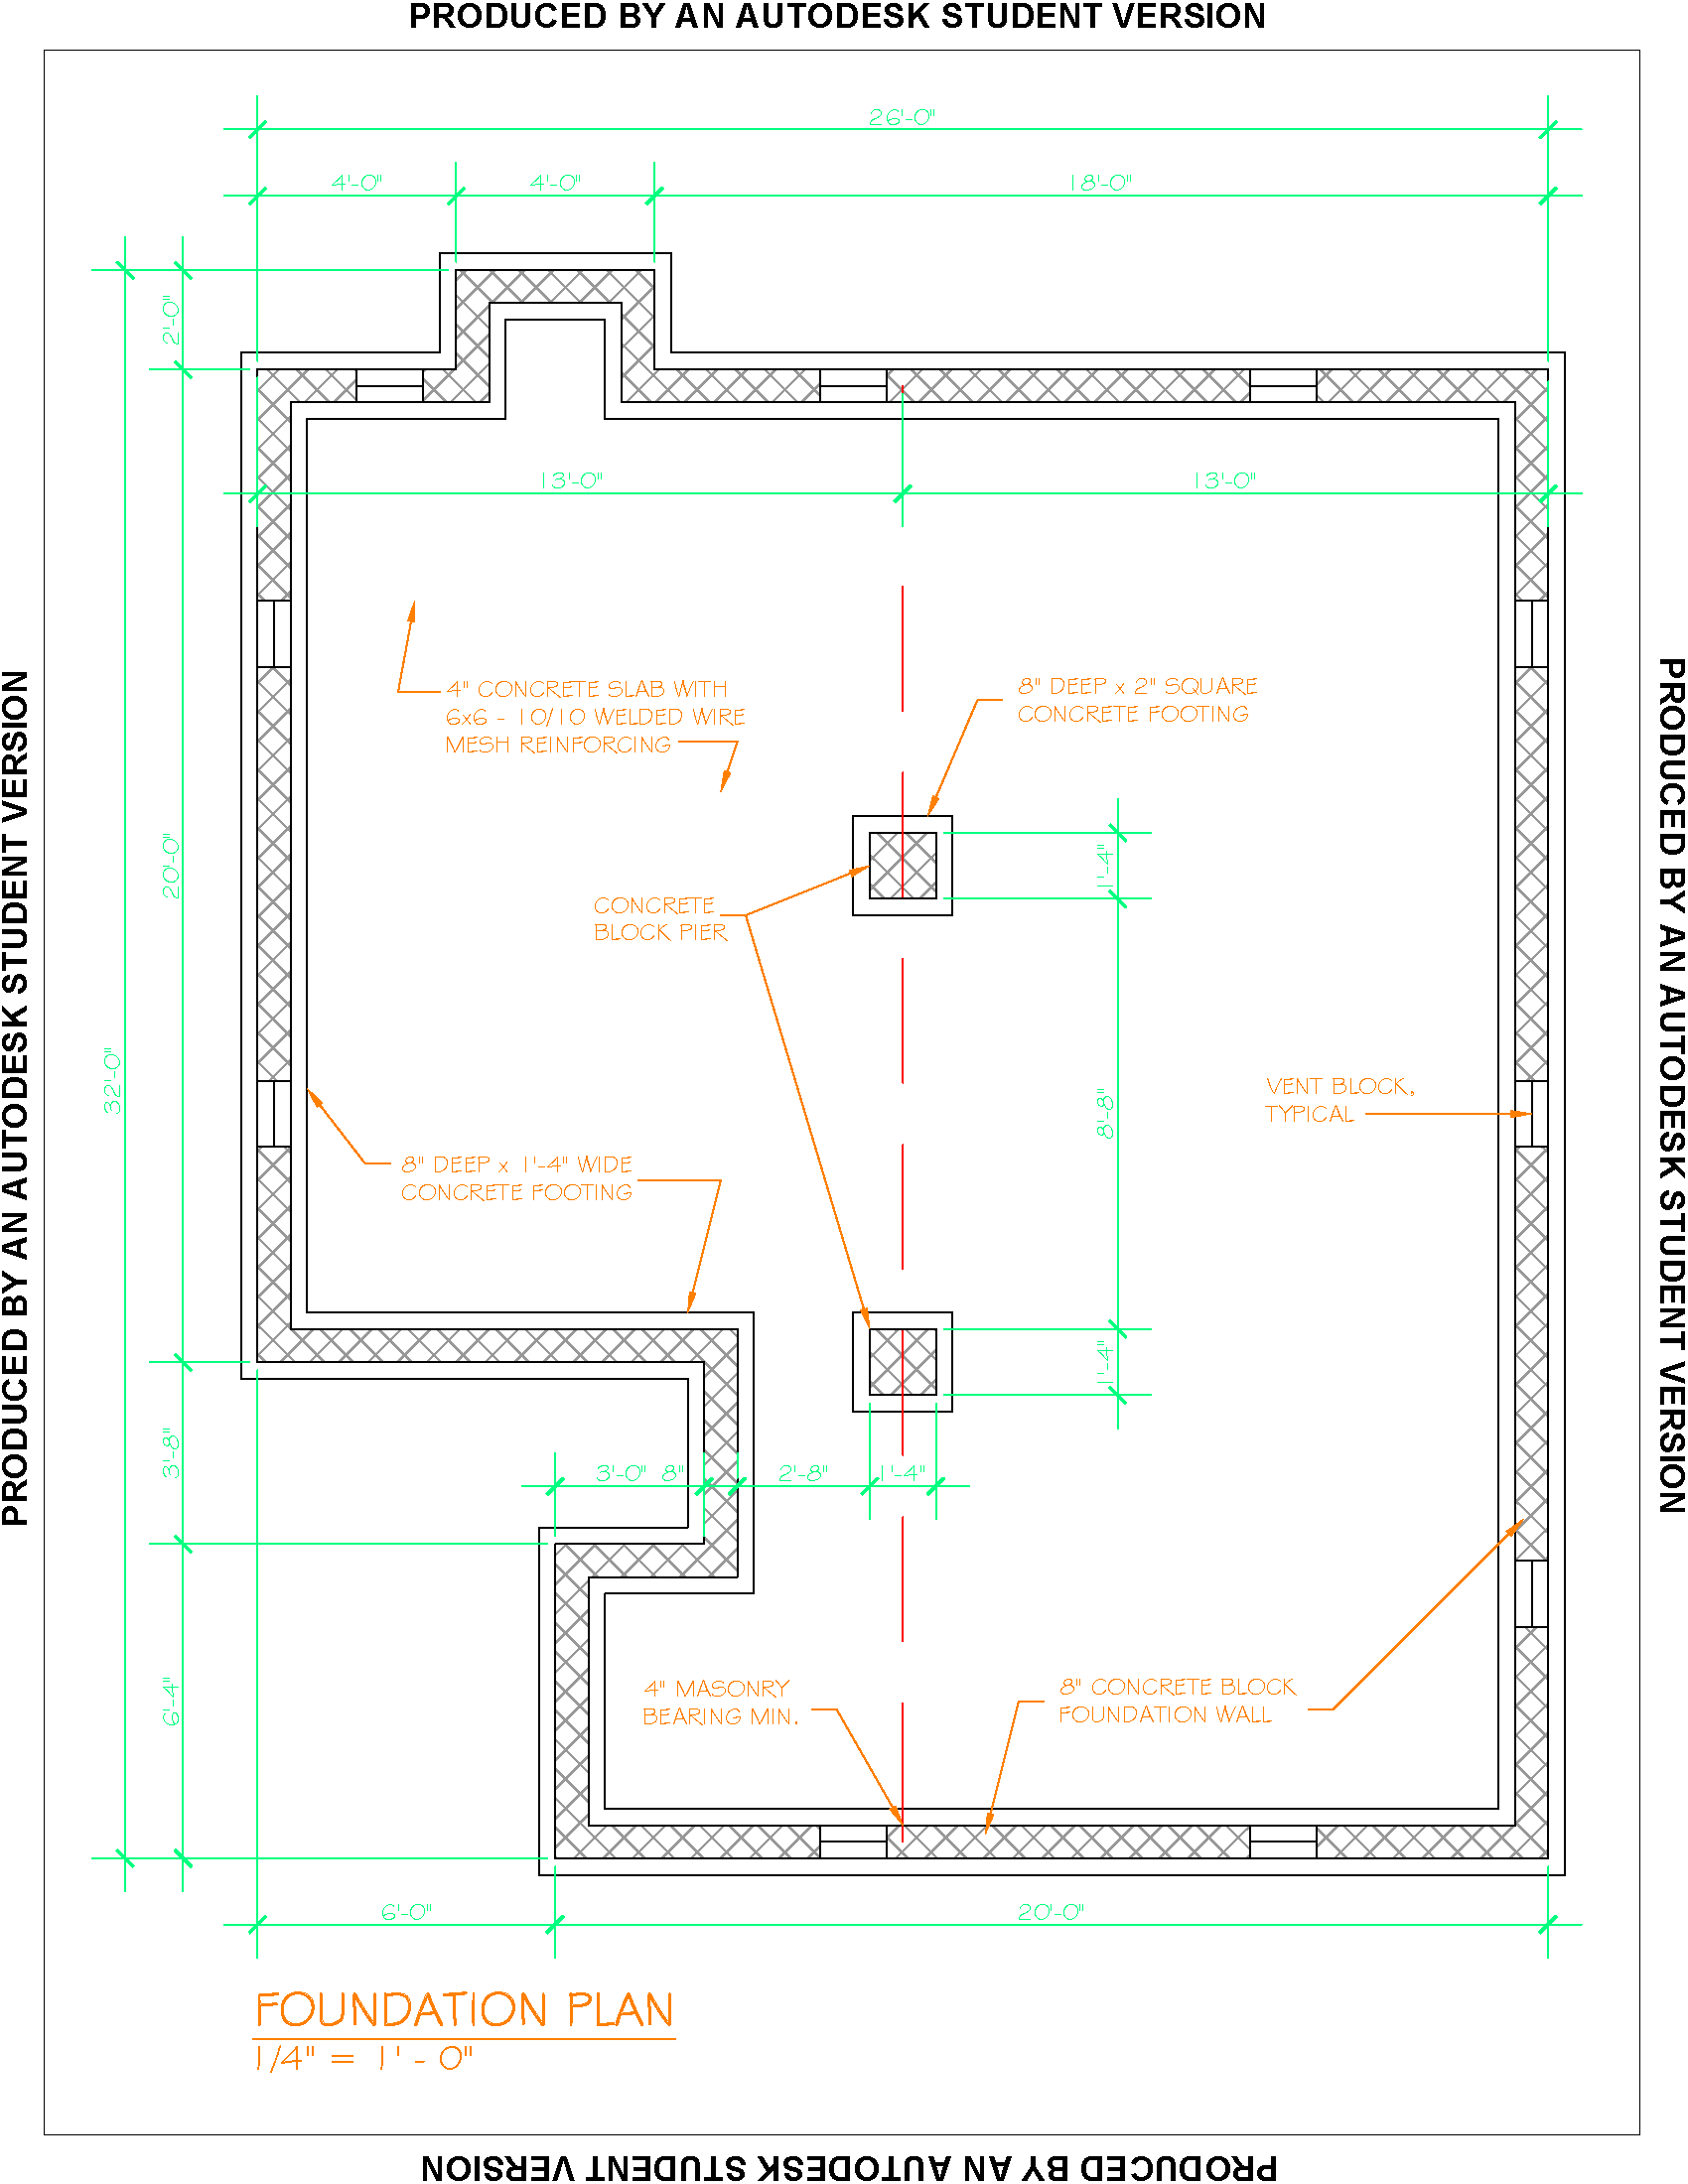 PRODUCED BY AN AUTODESK STUDENT VERSION
26'-0"
4'-0"
4'-0"
18'-0"
2'-0"
13'-0"
13'-0"
4" CONCRETE SLAB WITH
6x6 - 10/10 WELDED WIRE
MESH REINFORCING
8" DEEP x 2" SQUARE
CONCRETE FOOTING
PRODUCED BY AN AUTODESK STUDENT VERSION
PRODUCED BY AN AUTODESK STUDENT VERSION
20'-0"
1'-4"
CONCRETE
BLOCK PIER
32'-0"
8'-8"
VENT BLOCK,
TYPICAL
8" DEEP x 1'-4" WIDE
CONCRETE FOOTING
1'-4"
3'-8"
3'-0"
8"
2'-8"
1'-4"
6'-4"
4" MASONRY
BEARING MIN.
8" CONCRETE BLOCK
FOUNDATION WALL
6'-0"
20'-0"
FOUNDATION PLAN
1/4" = 1' - 0"
PRODUCED BY AN AUTODESK STUDENT VERSION